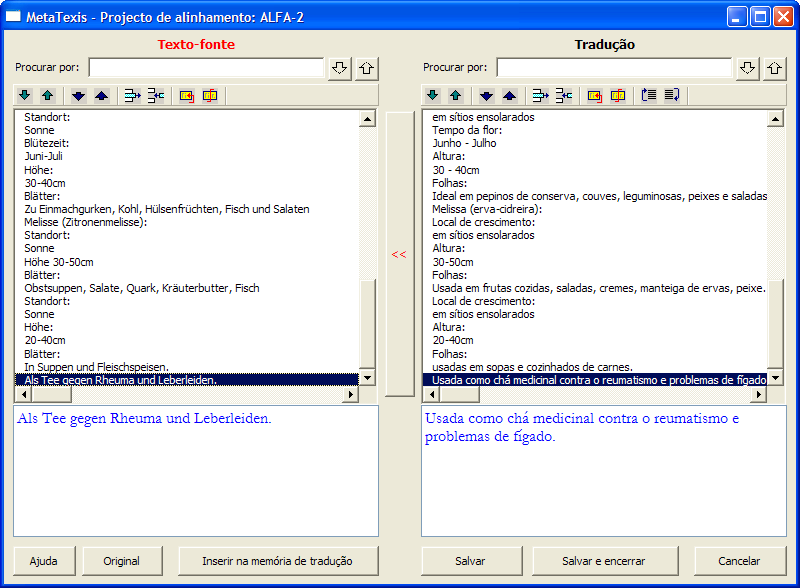 MetaTexis - Projecto de alinhamento: ALFA-2
Texto-fonte
Procurar por:
Standort:
Sonne
Blütezeit:
Juni-Juli
Höhe:
30-40cm
Blätter:
Zu Einmachgurken, Kohl, Hülsenfrüchten, Fisch und Salaten
Melisse (Zitronenmelisse):
Standort:
Sonne
Höhe 30-50cm
Blätter:
Obstsuppen, Salate, Quark, Kräuterbutter, Fisch
Standort:
Sonne
Höhe:
20-40cm
Blätter:
In Suppen und Fleischspeisen.
Als Tee gegen Rheuma und Leberleiden.
Als Tee gegen Rheuma und Leberleiden.
<<
Tradução
Procurar por:
em sítios ensolarados
Tempo da flor:
Junho - Julho
Altura:
30 - 40cm
Folhas:
Ideal em pepinos de conserva, couves, leguminosas, peixes e saladas
Melissa (erva-cidreira):
Local de crescimento:
em sítios ensolarados
Altura:
30-50cm
Folhas:
Usada em frutas cozidas, saladas, cremes, manteiga de ervas, peixe.
Local de crescimento:
em sítios ensolarados
Altura:
20-40cm
Folhas:
usadas em sopas e cozinhados de carnes.
Usada como chá medicinal contra o reumatismo e problemas de fígado
Usada como chá medicinal contra o reumatismo e
problemas de fígado.
Ajuda
Original
Inserir na memória de tradução
Salvar
Salvar e encerrar
Cancelar